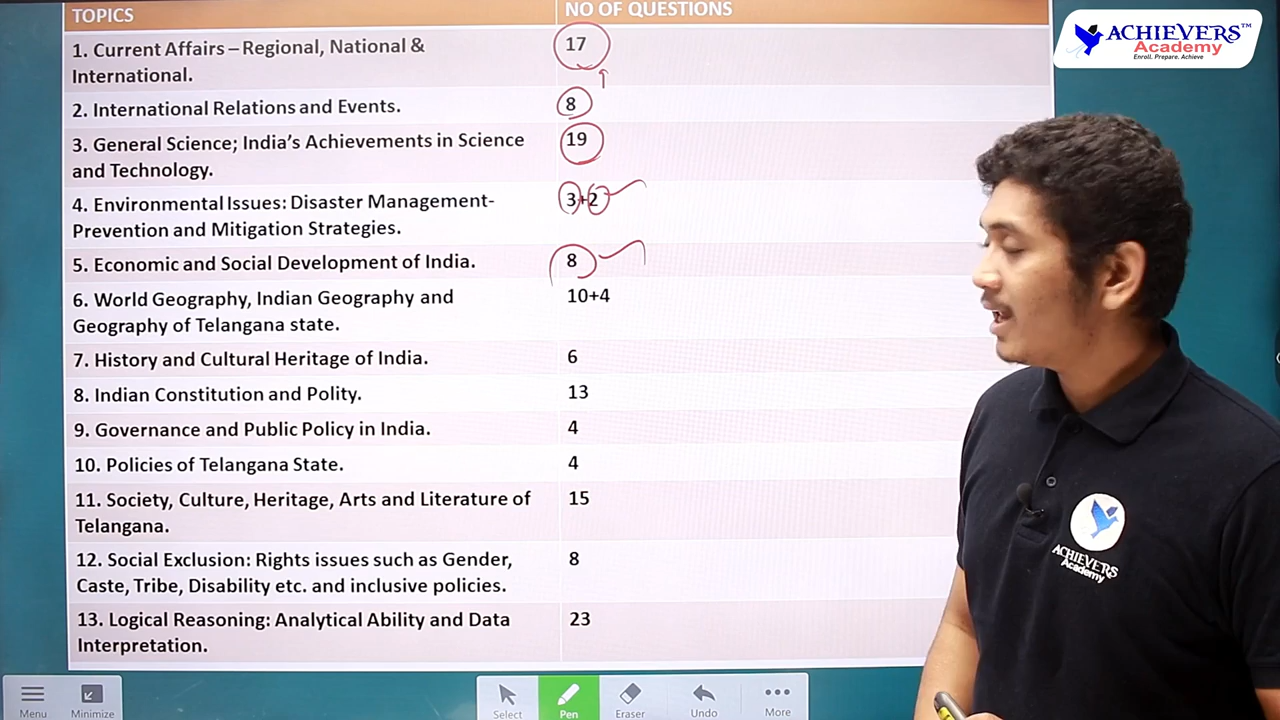 TOPICS
NO OF QUESTIONS
1. Current Affairs – Regional, National &
International.
17
2. International Relations and Events.
8
3. General Science; India's Achievements in Science
and Technology.
19
4. Environmental Issues: Disaster Management-
Prevention and Mitigation Strategies.
3+2
5. Economic and Social Development of India.
8
6. World Geography, Indian Geography and
Geography of Telangana state.
10+4
7. History and Cultural Heritage of India.
6
8. Indian Constitution and Polity.
13
9. Governance and Public Policy in India.
4
10. Policies of Telangana State.
4
11. Society, Culture, Heritage, Arts and Literature of
Telangana.
15
12. Social Exclusion: Rights issues such as Gender,
Caste, Tribe, Disability etc. and inclusive policies.
8
13. Logical Reasoning: Analytical Ability and Data
Interpretation.
23
ACHIEVERS™
Academy
Enroll. Prepare. Achieve
ACHIEVERS
Academy
Menu
Minimize
Select
Pen
Eraser
Undo
More